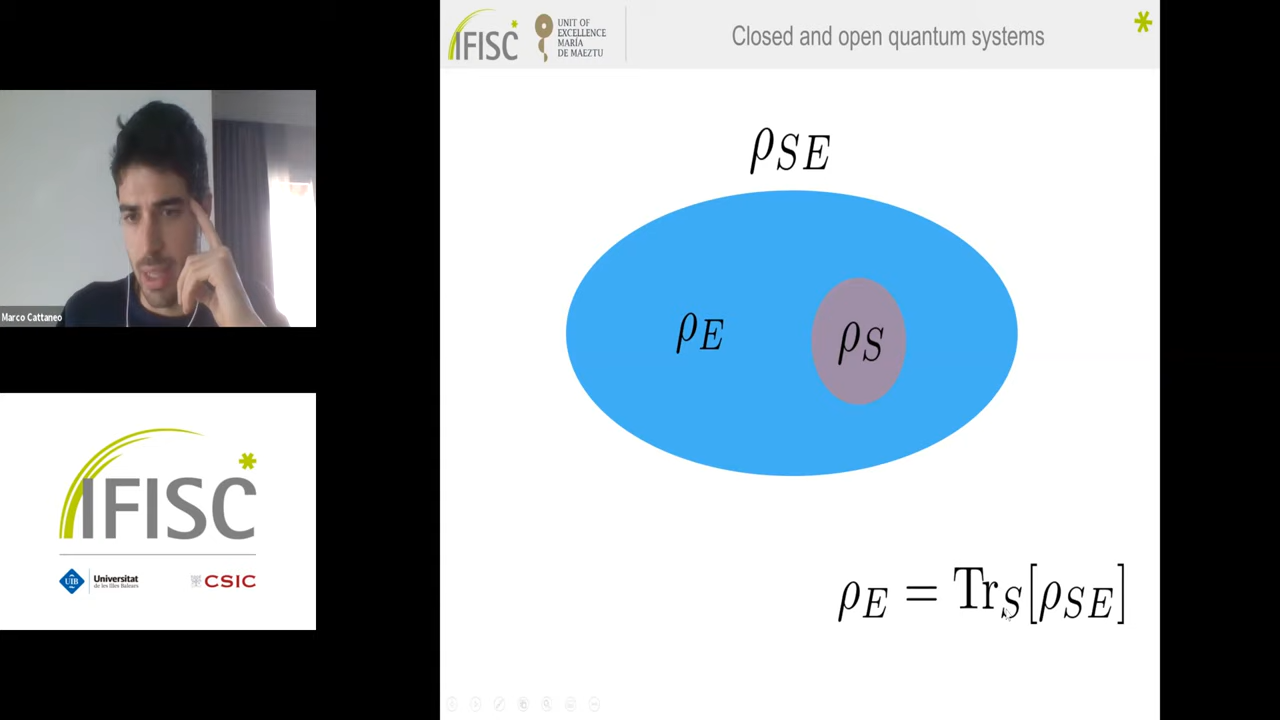 IFISC
UNIT OF
EXCELLENCE
MARÍA
DE MAEZTU
Closed and open quantum systems
ρSE
ρE
ρS
ρE = TrS[ρSE]
Marco Cattaneo
IFISC
UIB
Universitat
de les Illes Balears
CSIC